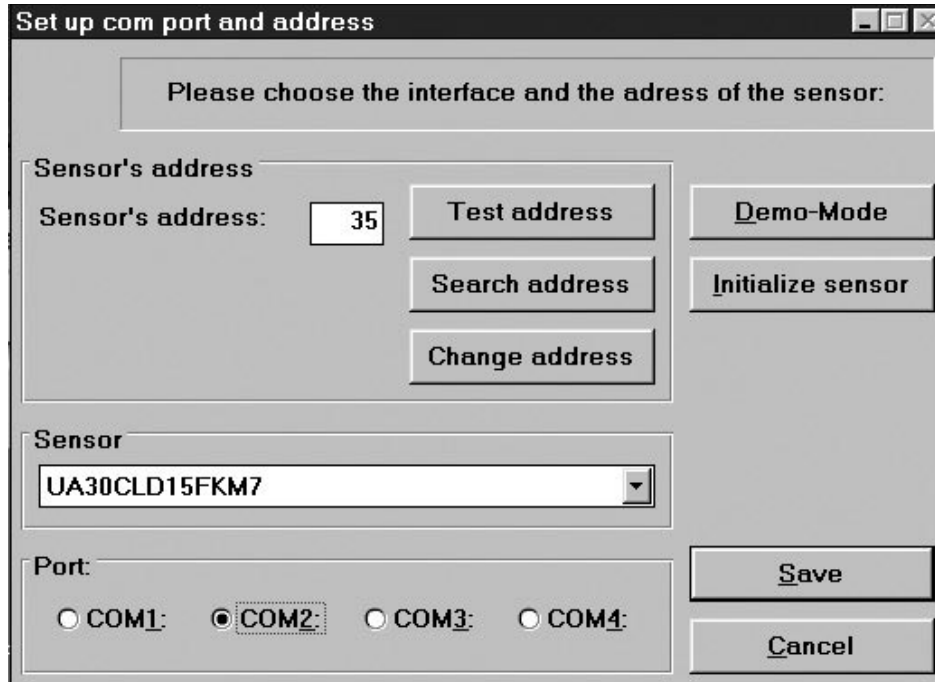 Set up com port and address
Please choose the interface and the adress of the sensor:
Sensor's address
Sensor's address: 35
Test address
Search address
Change address
Demo-Mode
Initialize sensor
Sensor
UA30CLD15FKM7
Port:
COM1: COM2: COM3: COM4:
Save
Cancel